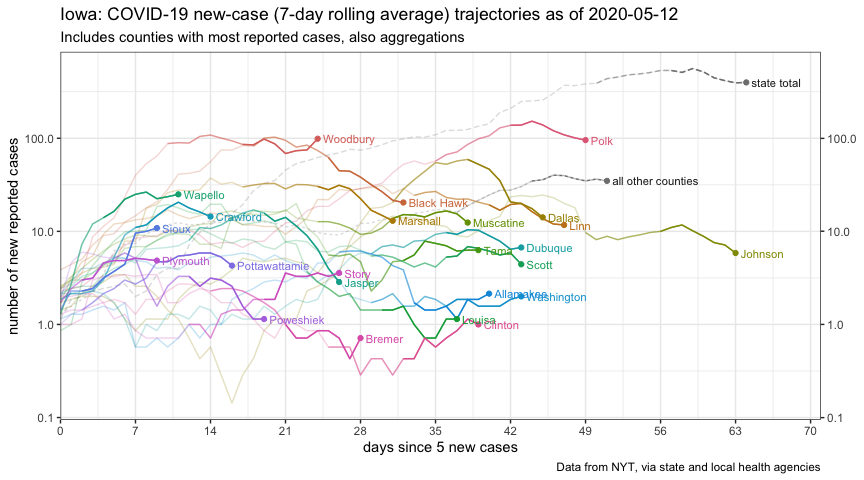 Iowa: COVID-19 new-case (7-day rolling average) trajectories as of 2020-05-12
Includes counties with most reported cases, also aggregations
number of new reported cases
100.0
10.0
1.0
0.1
100.0
10.0
1.0
0.1
state total
Woodbury
Polk
all other counties
Wapello
Black Hawk
Crawford
Marshall
Dallas
Muscatine
Linn
Sioux
Dubuque
Tama
Johnson
Plymouth
Pottawattamie
Scott
Story
Jasper
Allamakee
Washington
Poweshiek
Louisa
Clinton
Bremer
0 7 14 21 28 35 42 49 56 63 70
days since 5 new cases
Data from NYT, via state and local health agencies